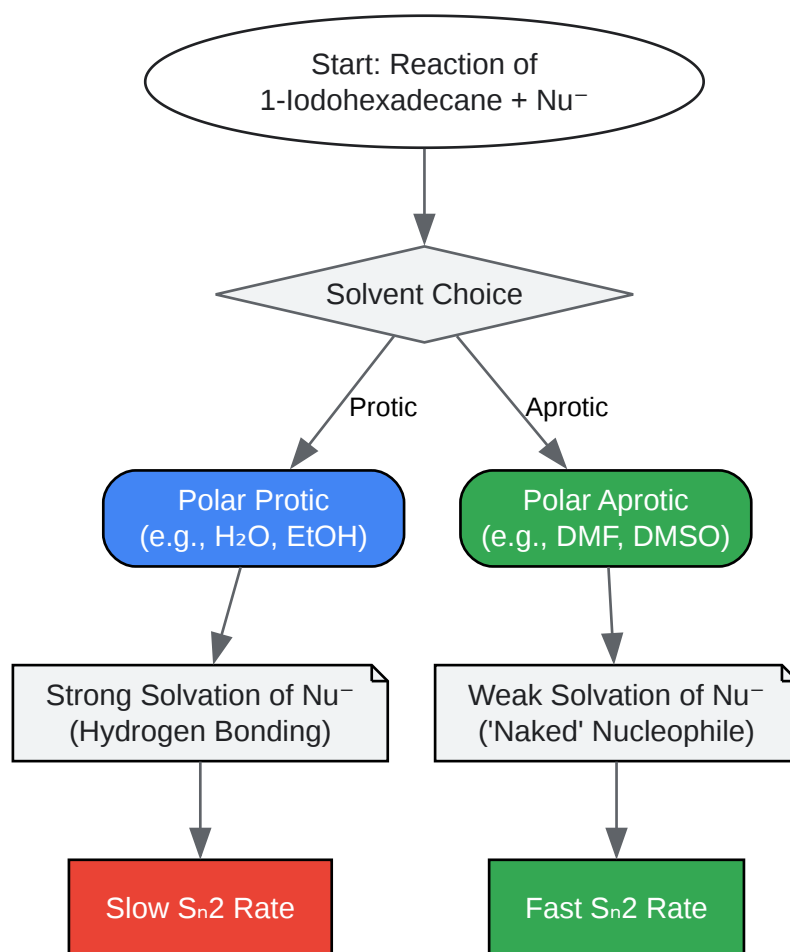 Start: Reaction of
1-Iodohexadecane + Nu⁻
Solvent Choice
Protic
Aprotic
Polar Protic
(e.g., H₂O, EtOH)
Polar Aprotic
(e.g., DMF, DMSO)
Strong Solvation of Nu⁻
(Hydrogen Bonding)
Weak Solvation of Nu⁻
('Naked' Nucleophile)
Slow Sₙ2 Rate
Fast Sₙ2 Rate